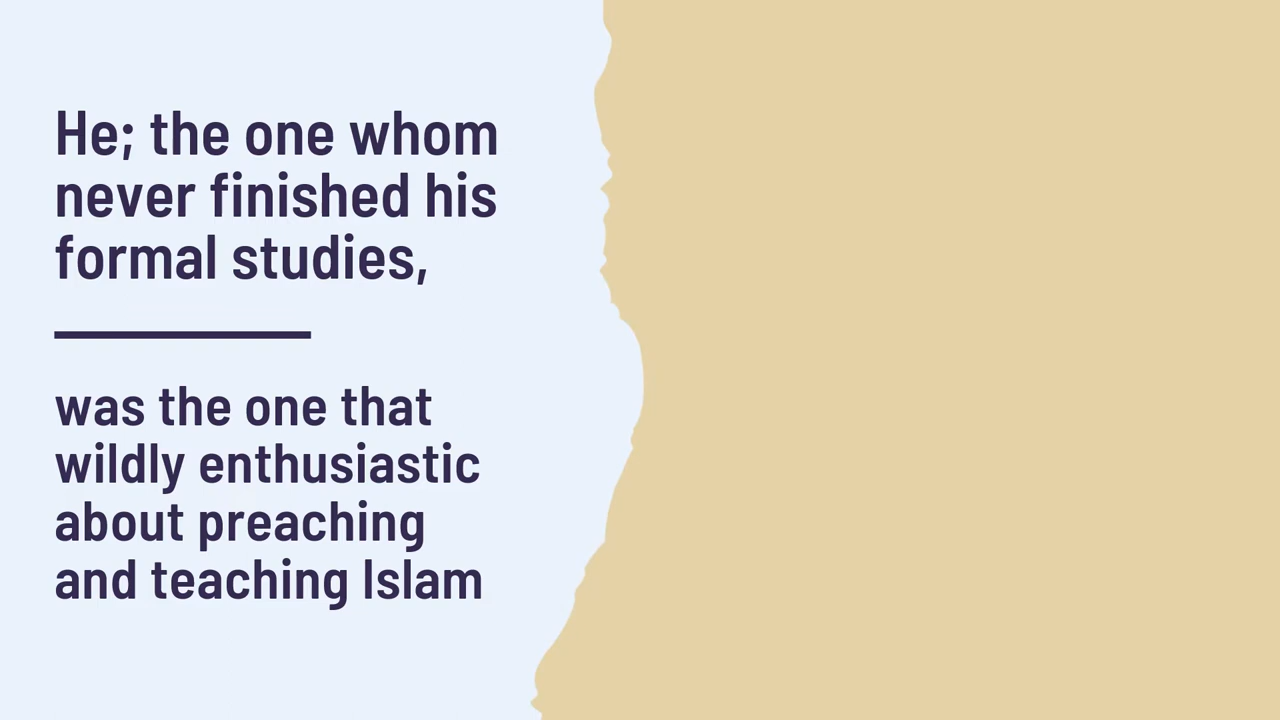 He; the one whom
never finished his
formal studies,
was the one that
wildly enthusiastic
about preaching
and teaching Islam